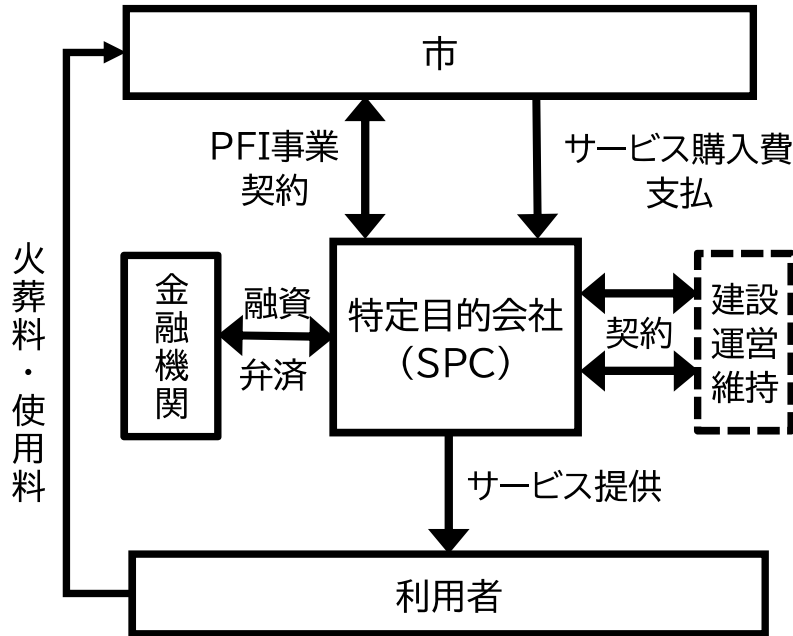 市
PFI事業
契約
サービス購入費
支払
火葬料・使用料
金融機関
融資
弁済
特定目的会社
（SPC）
契約
建設
運営
維持
サービス提供
利用者